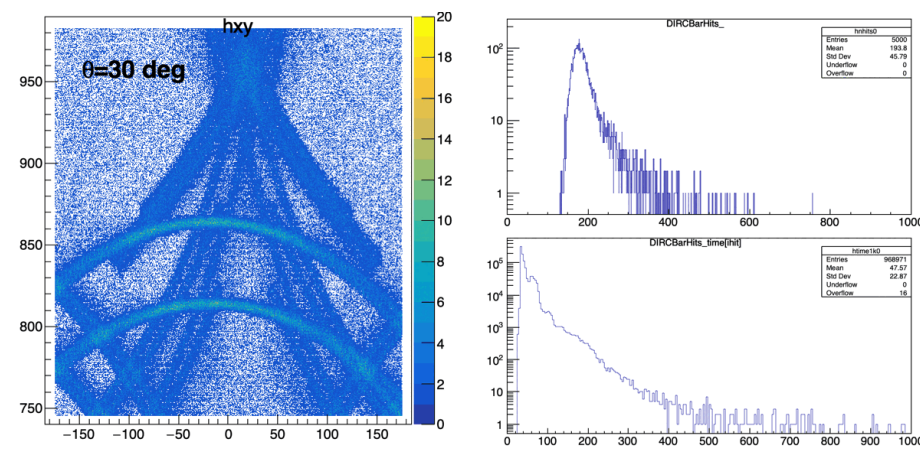 hxy
θ=30 deg
950
900
850
800
750
−150 −100 −50 0 50 100 150
20
18
16
14
12
10
8
6
4
2
0
DIRCBarHits_
hnhits0
Entries 5000
Mean 193.8
Std Dev 45.79
Underflow 0
Overflow 0
10²
10
1
0 200 400 600 800 1000
DIRCBarHits_time[ihit]
htime1k0
Entries 968971
Mean 47.57
Std Dev 22.87
Underflow 0
Overflow 16
10⁵
10⁴
10³
10²
10
1
0 100 200 300 400 500 600 700 800 900 1000